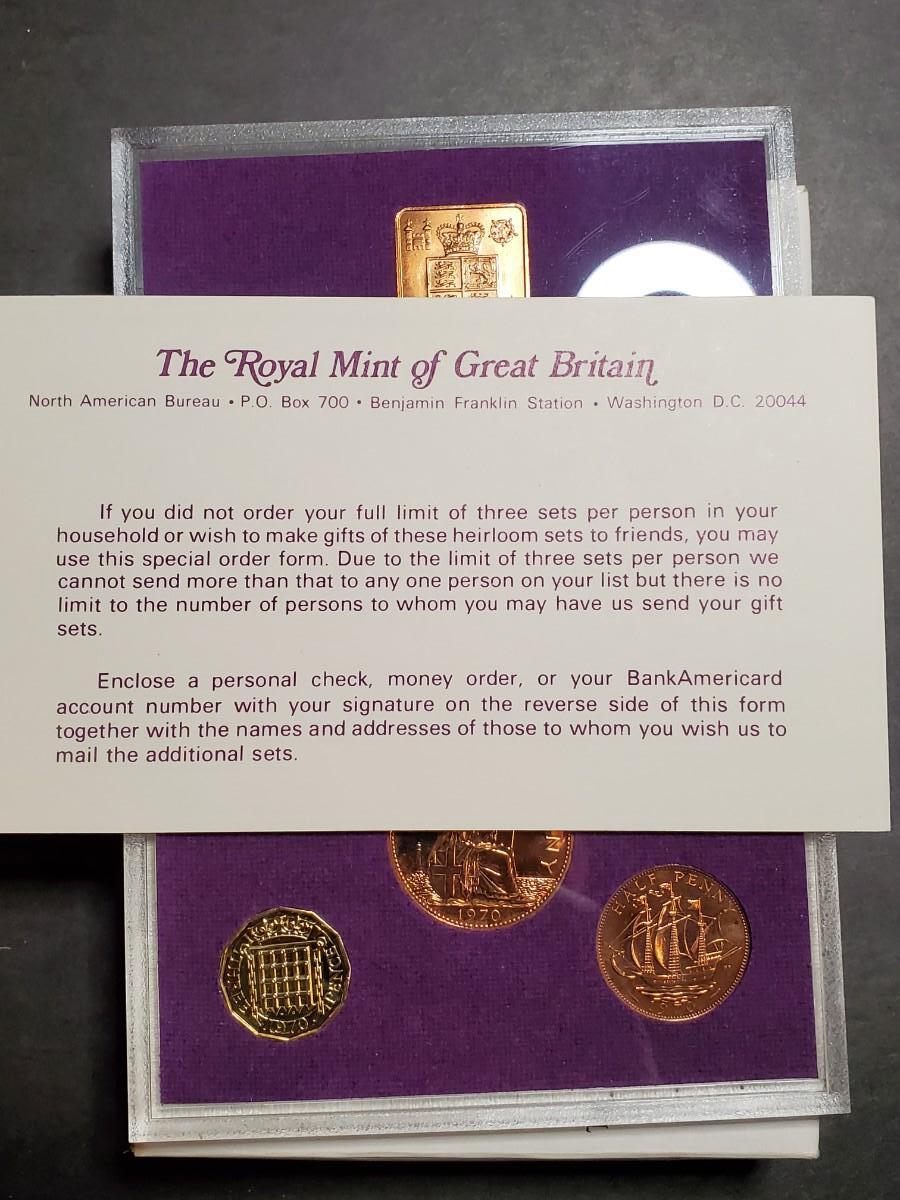 The Royal Mint of Great Britain
North American Bureau • P.O. Box 700 • Benjamin Franklin Station • Washington D.C. 20044
If you did not order your full limit of three sets per person in your
household or wish to make gifts of these heirloom sets to friends, you may
use this special order form. Due to the limit of three sets per person we
cannot send more than that to any one person on your list but there is no
limit to the number of persons to whom you may have us send your gift
sets.
Enclose a personal check, money order, or your BankAmericard
account number with your signature on the reverse side of this form
together with the names and addresses of those to whom you wish us to
mail the additional sets.
NY
1970
HALF PENNY
1970
THREE PENCE
1970